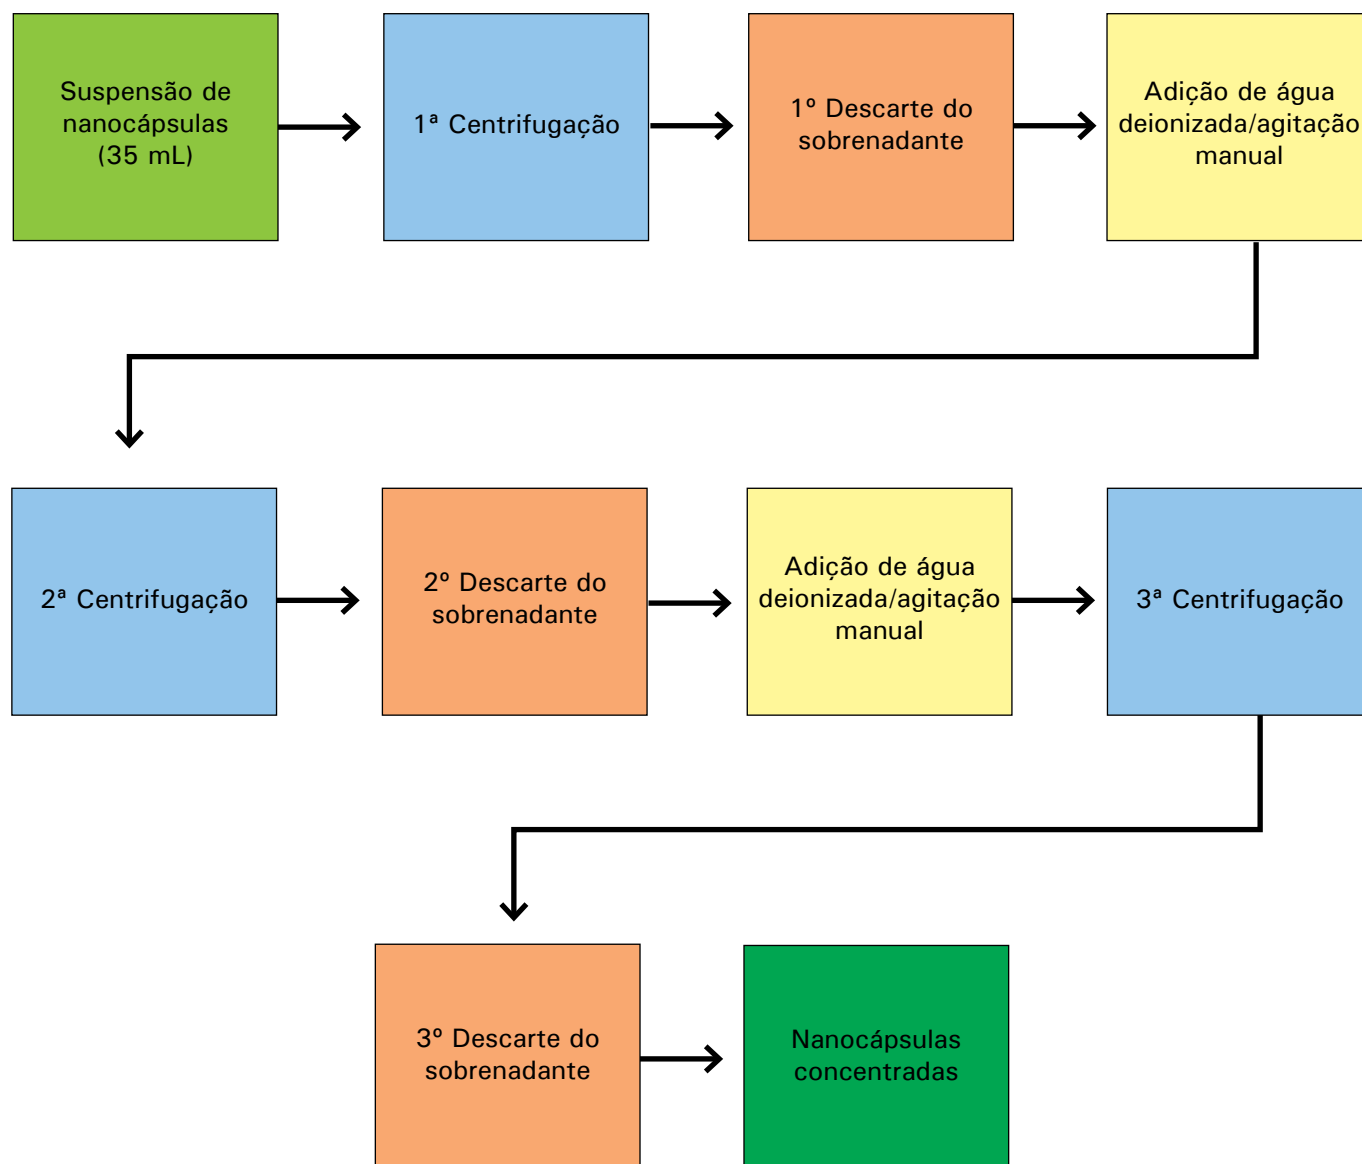 Suspensão de
nanocápsulas
(35 mL)
1ª Centrifugação
1º Descarte do
sobrenadante
Adição de água
deionizada/agitação
manual
2ª Centrifugação
2º Descarte do
sobrenadante
Adição de água
deionizada/agitação
manual
3ª Centrifugação
3º Descarte do
sobrenadante
Nanocápsulas
concentradas